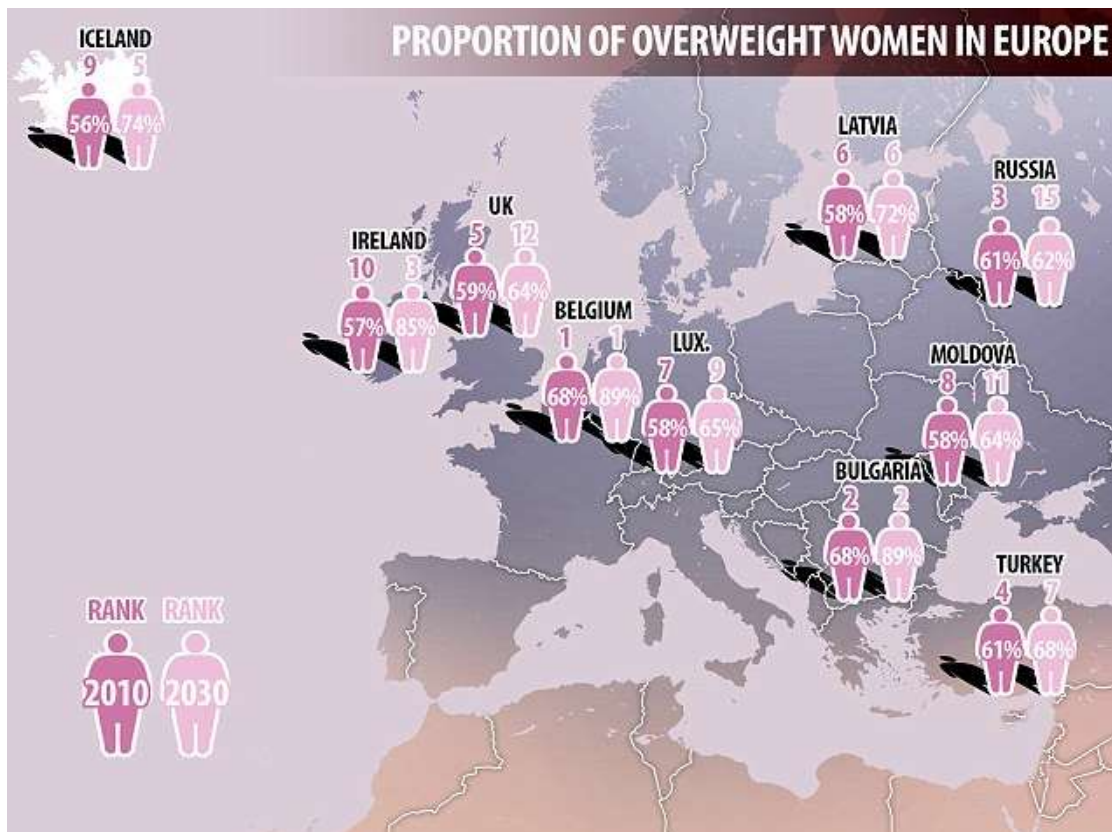 PROPORTION OF OVERWEIGHT WOMEN IN EUROPE
ICELAND
9 5
56% 74%
LATVIA
6 6
58% 72%
RUSSIA
3 15
61% 62%
UK
5 12
59% 64%
IRELAND
10 3
57% 85%
BELGIUM
1 1
68% 89%
LUX.
7 9
58% 65%
MOLDOVA
8 11
58% 64%
BULGARIA
2 2
68% 89%
TURKEY
4 7
61% 68%
RANK RANK
2010 2030